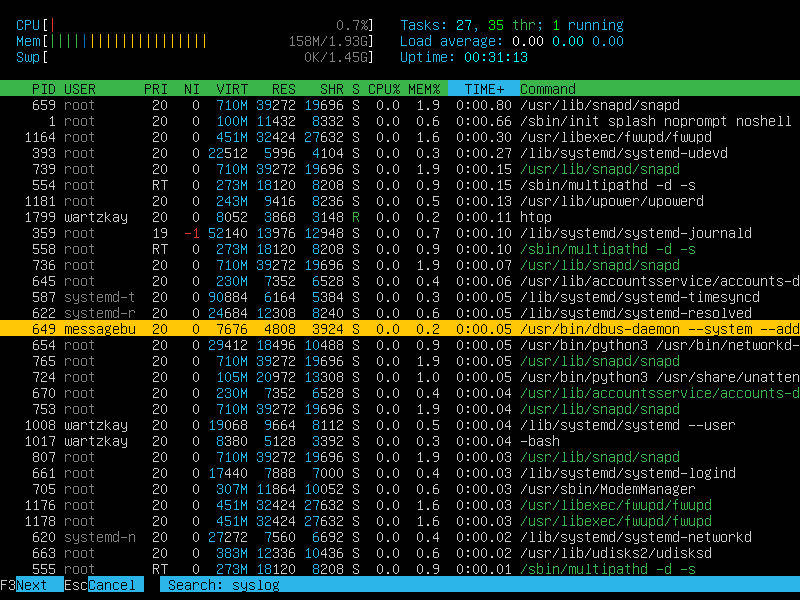 CPU[| 0.7%] Tasks: 27, 35 thr; 1 running
Mem[|||||||||||||||||||| 158M/1.93G] Load average: 0.00 0.00 0.00
Swp[ 0K/1.45G] Uptime: 00:31:13
PID USER PRI NI VIRT RES SHR S CPU% MEM% TIME+ Command
659 root 20 0 710M 39272 19696 S 0.0 1.9 0:00.80 /usr/lib/snapd/snapd
1 root 20 0 100M 11432 8332 S 0.0 0.6 0:00.66 /sbin/init splash noprompt noshell
1164 root 20 0 451M 32424 27632 S 0.0 1.6 0:00.30 /usr/libexec/fwupd/fwupd
393 root 20 0 22512 5996 4104 S 0.0 0.3 0:00.27 /lib/systemd/systemd-udevd
739 root 20 0 710M 39272 19696 S 0.0 1.9 0:00.15 /usr/lib/snapd/snapd
554 root RT 0 273M 18120 8208 S 0.0 0.9 0:00.15 /sbin/multipathd -d -s
1181 root 20 0 243M 9416 8236 S 0.0 0.5 0:00.13 /usr/lib/upower/upowerd
1799 wartzkay 20 0 8052 3868 3148 R 0.0 0.2 0:00.11 htop
359 root 19 -1 52140 13976 12948 S 0.0 0.7 0:00.10 /lib/systemd/systemd-journald
558 root RT 0 273M 18120 8208 S 0.0 0.9 0:00.10 /sbin/multipathd -d -s
736 root 20 0 710M 39272 19696 S 0.0 1.9 0:00.07 /usr/lib/snapd/snapd
645 root 20 0 230M 7352 6528 S 0.0 0.4 0:00.06 /usr/lib/accountsservice/accounts-d
587 systemd-t 20 0 90884 6164 5384 S 0.0 0.3 0:00.05 /lib/systemd/systemd-timesyncd
622 systemd-r 20 0 24684 12308 8240 S 0.0 0.6 0:00.05 /lib/systemd/systemd-resolved
649 messagebu 20 0 7676 4808 3924 S 0.0 0.2 0:00.05 /usr/bin/dbus-daemon --system --add
654 root 20 0 29412 18496 10488 S 0.0 0.9 0:00.05 /usr/bin/python3 /usr/bin/networkd-
765 root 20 0 710M 39272 19696 S 0.0 1.9 0:00.05 /usr/lib/snapd/snapd
724 root 20 0 105M 20972 13308 S 0.0 1.0 0:00.05 /usr/bin/python3 /usr/share/unatten
670 root 20 0 230M 7352 6528 S 0.0 0.4 0:00.04 /usr/lib/accountsservice/accounts-d
753 root 20 0 710M 39272 19696 S 0.0 1.9 0:00.04 /usr/lib/snapd/snapd
1008 wartzkay 20 0 19068 9664 8112 S 0.0 0.5 0:00.04 /lib/systemd/systemd --user
1017 wartzkay 20 0 8380 5128 3392 S 0.0 0.3 0:00.04 -bash
807 root 20 0 710M 39272 19696 S 0.0 1.9 0:00.03 /usr/lib/snapd/snapd
661 root 20 0 17440 7888 7000 S 0.0 0.4 0:00.03 /lib/systemd/systemd-logind
705 root 20 0 307M 11864 10052 S 0.0 0.6 0:00.03 /usr/sbin/ModemManager
1176 root 20 0 451M 32424 27632 S 0.0 1.6 0:00.03 /usr/libexec/fwupd/fwupd
1178 root 20 0 451M 32424 27632 S 0.0 1.6 0:00.03 /usr/libexec/fwupd/fwupd
620 systemd-n 20 0 27272 7560 6692 S 0.0 0.4 0:00.02 /lib/systemd/systemd-networkd
663 root 20 0 383M 12336 10436 S 0.0 0.6 0:00.02 /usr/lib/udisks2/udisksd
555 root RT 0 273M 18120 8208 S 0.0 0.9 0:00.01 /sbin/multipathd -d -s
F3Next EscCancel Search: syslog